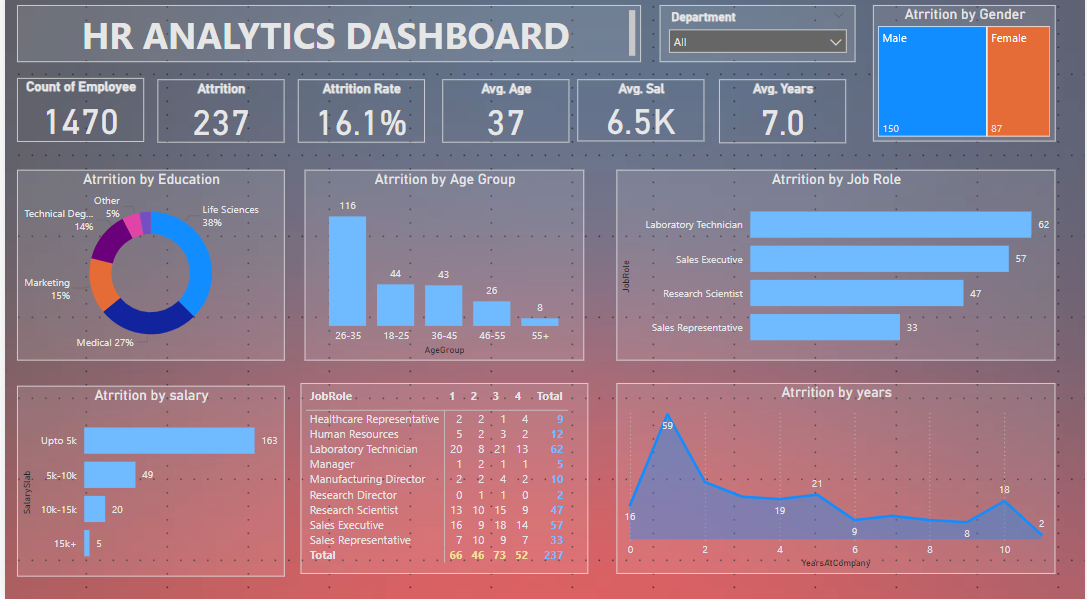 HR ANALYTICS DASHBOARD
Department
All
Atrrition by Gender
Male
Female
150
87
Count of Employee
1470
Attrition
237
Attrition Rate
16.1%
Avg. Age
37
Avg. Sal
6.5K
Avg. Years
7.0
Atrrition by Education
Other
5%
Technical Deg...
14%
Life Sciences
38%
Marketing
15%
Medical 27%
Atrrition by Age Group
116
44
43
26
8
26-35 18-25 36-45 46-55 55+
AgeGroup
Atrrition by Job Role
JobRole
Laboratory Technician 62
Sales Executive 57
Research Scientist 47
Sales Representative 33
Atrrition by salary
SalarySlab
Upto 5k 163
5k-10k 49
10k-15k 20
15k+ 5
JobRole 1 2 3 4 Total
Healthcare Representative 2 2 1 4 9
Human Resources 5 2 3 2 12
Laboratory Technician 20 8 21 13 62
Manager 1 2 1 1 5
Manufacturing Director 2 2 4 2 10
Research Director 0 1 1 0 2
Research Scientist 13 10 15 9 47
Sales Executive 16 9 18 14 57
Sales Representative 7 10 9 7 33
Total 66 46 73 52 237
Atrrition by years
59
16
19
21
9
8
18
2
0 2 4 6 8 10
YearsAtCompany